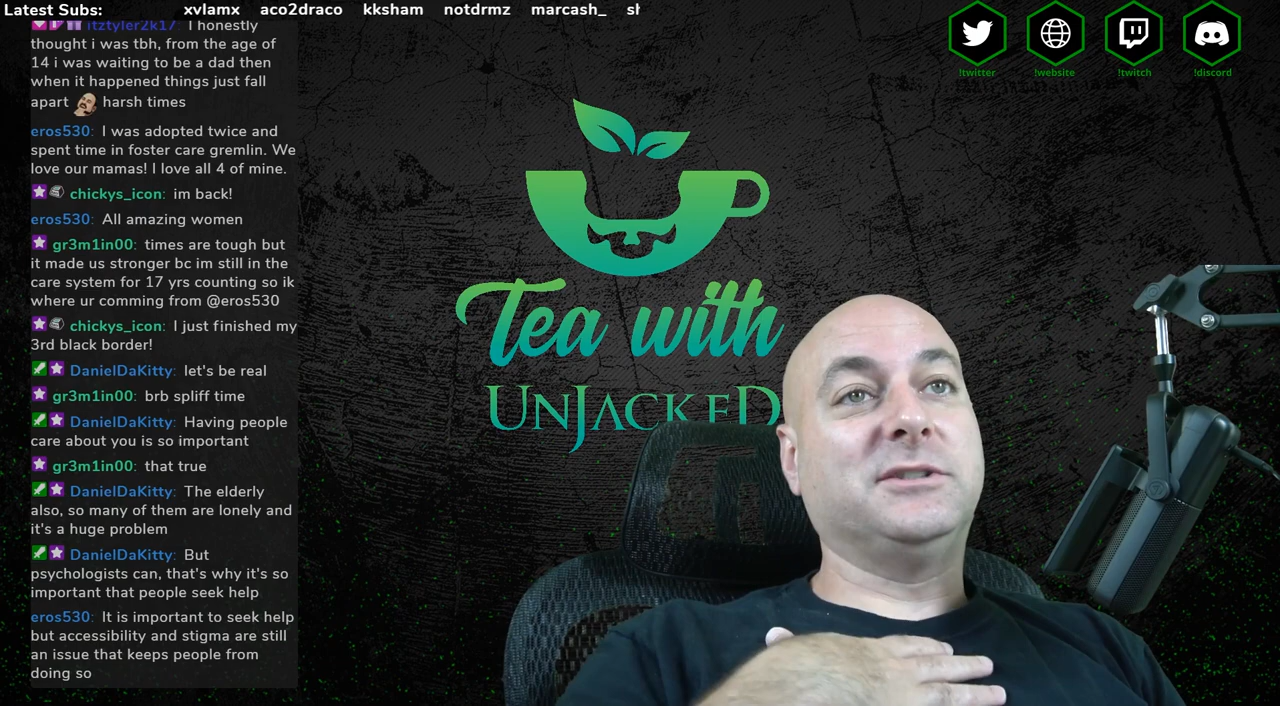 Latest Subs: xvlamx aco2draco kksham notdrmz marcash_
itztyler2k17: I honestly
thought i was tbh, from the age of
14 i was waiting to be a dad then
when it happened things just fall
apart harsh times
eros530: I was adopted twice and
spent time in foster care gremlin. We
love our mamas! I love all 4 of mine.
chickys_icon: im back!
eros530: All amazing women
gr3m1in00: times are tough but
it made us stronger bc im still in the
care system for 17 yrs counting so ik
where ur comming from @eros530
chickys_icon: I just finished my
3rd black border!
DanielDaKitty: let's be real
gr3m1in00: brb spliff time
DanielDaKitty: Having people
care about you is so important
gr3m1in00: that true
DanielDaKitty: The elderly
also, so many of them are lonely and
it's a huge problem
DanielDaKitty: But
psychologists can, that's why it's so
important that people seek help
eros530: It is important to seek help
but accessibility and stigma are still
an issue that keeps people from
doing so
Tea with
UNJACKED
!twitter !website !twitch !discord